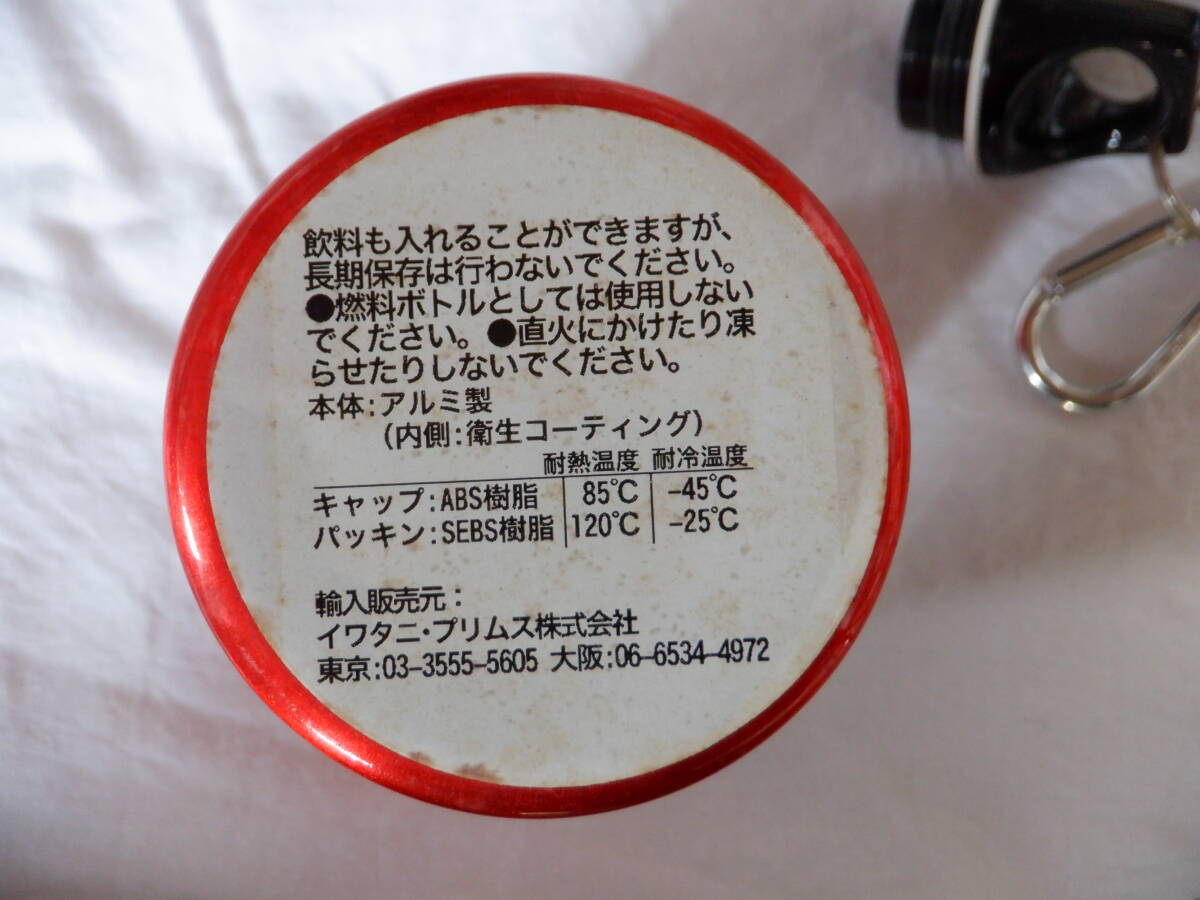 飲料も入れることができますが、
長期保存は行わないでください。
●燃料ボトルとしては使用しない
でください。●直火にかけたり凍
らせたりしないでください。
本体:アルミ製
(内側:衛生コーティング)
耐熱温度 耐冷温度
キャップ:ABS樹脂 85℃ -45℃
パッキン:SEBS樹脂 120℃ -25℃
輸入販売元:
イワタニ・プリムス株式会社
東京:03-3555-5605 大阪:06-6534-4972